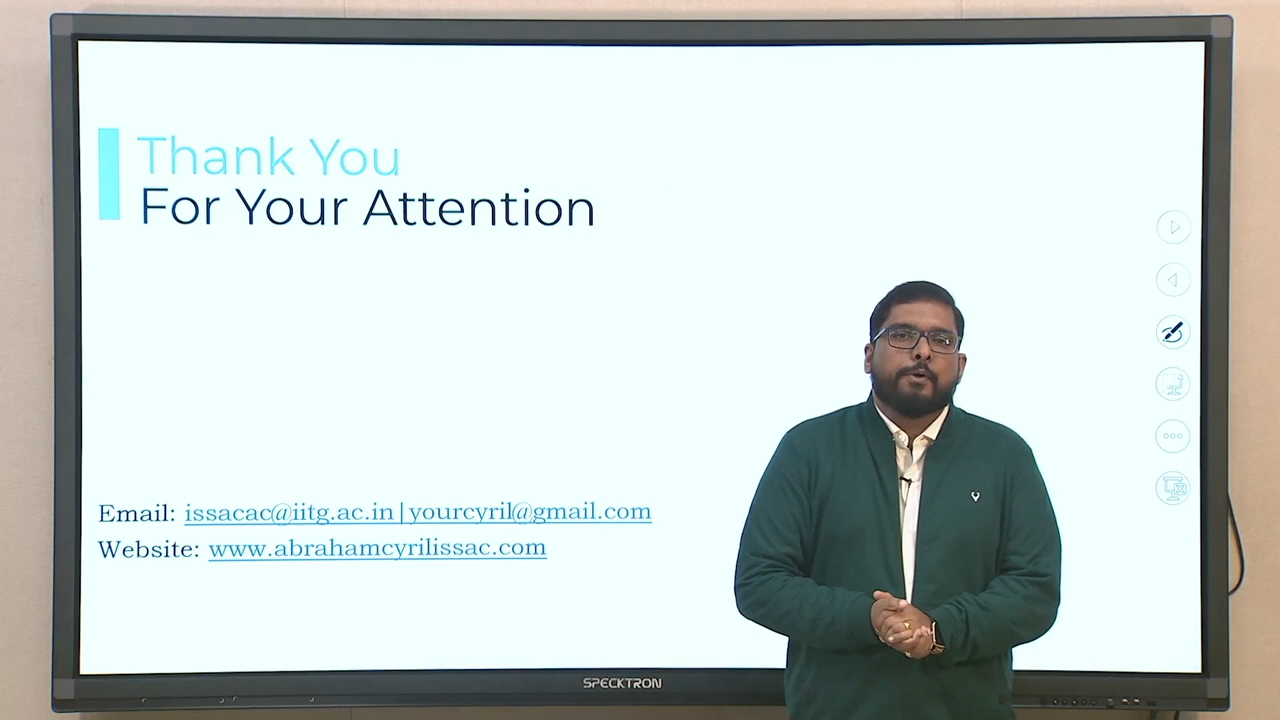 Thank You
For Your Attention
Email: issacac@iitg.ac.in|yourcyril@gmail.com
Website: www.abrahamcyrilissac.com
SPECKTRON